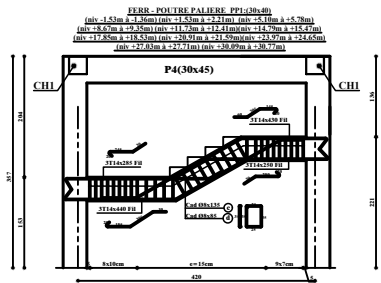 FERR - POUTRE PALIERE PP1:(30x40)
(niv -1.53m à -1.36m) (niv +1.53m à +2.21m) (niv +5.10m à +5.78m)
(niv +8.67m à +9.35m) (niv +11.73m à +12.41m) (niv +14.79m à +15.47m)
(niv +17.85m à +18.53m) (niv +20.91m à +21.59m)(niv +23.97m à +24.65m)
(niv +27.03m à +27.71m) (niv +30.09m à +30.77m)
CH1
P4(30x45)
CH1
204
136
3T14x430 Fil
357
3T14x285 Fil
3T14x250 Fil
3T14x440 Fil
Cad Ø8x135 c
Cad Ø8x85 d
153
221
8x10cm
e=15cm
9x7cm
420
5